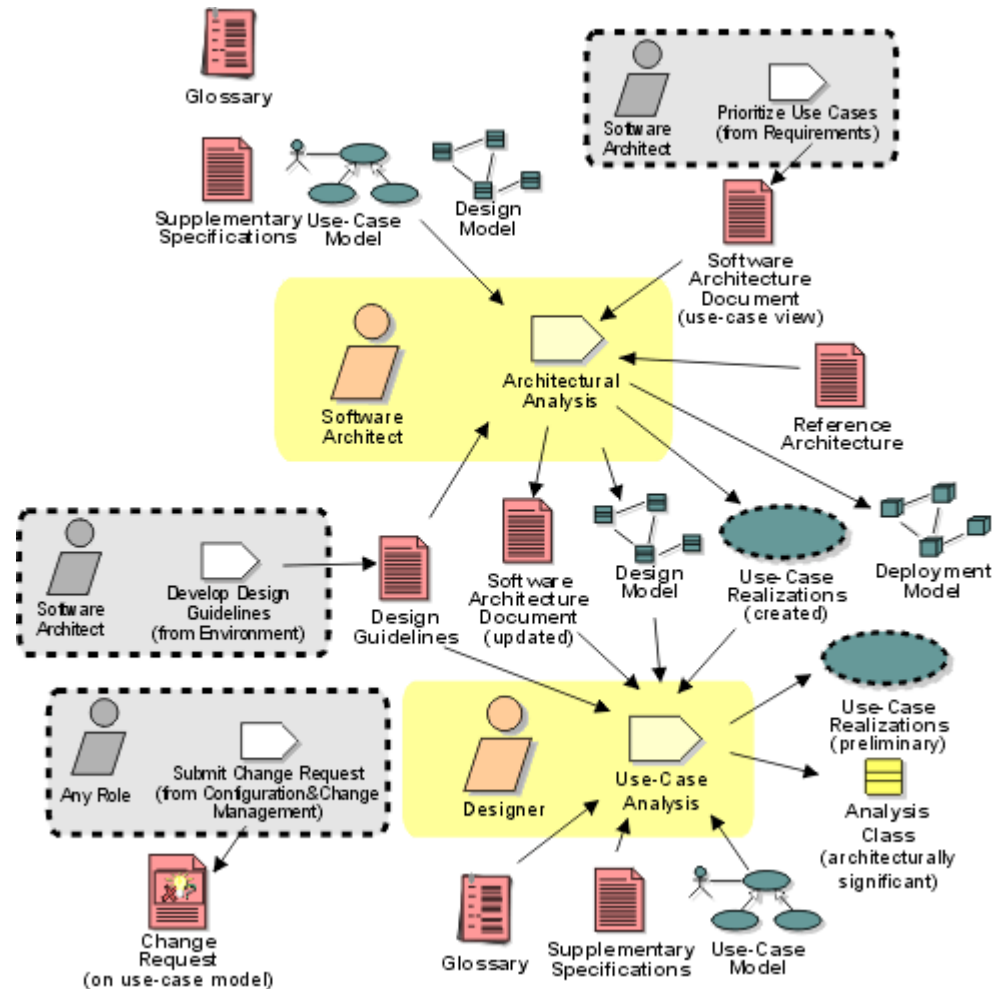 Glossary
Software
Architect
Prioritize Use Cases
(from Requirements)
Supplementary
Specifications
Use-Case
Model
Design
Model
Software
Architecture
Document
(use-case view)
Software
Architect
Architectural
Analysis
Reference
Architecture
Software
Architect
Develop Design
Guidelines
(from Environment)
Design
Guidelines
Software
Architecture
Document
(updated)
Design
Model
Use-Case
Realizations
(created)
Deployment
Model
Any Role
Submit Change Request
(from Configuration&Change
Management)
Designer
Use-Case
Analysis
Use-Case
Realizations
(preliminary)
Analysis
Class
(architecturally
significant)
Change
Request
(on use-case model)
Glossary
Supplementary
Specifications
Use-Case
Model